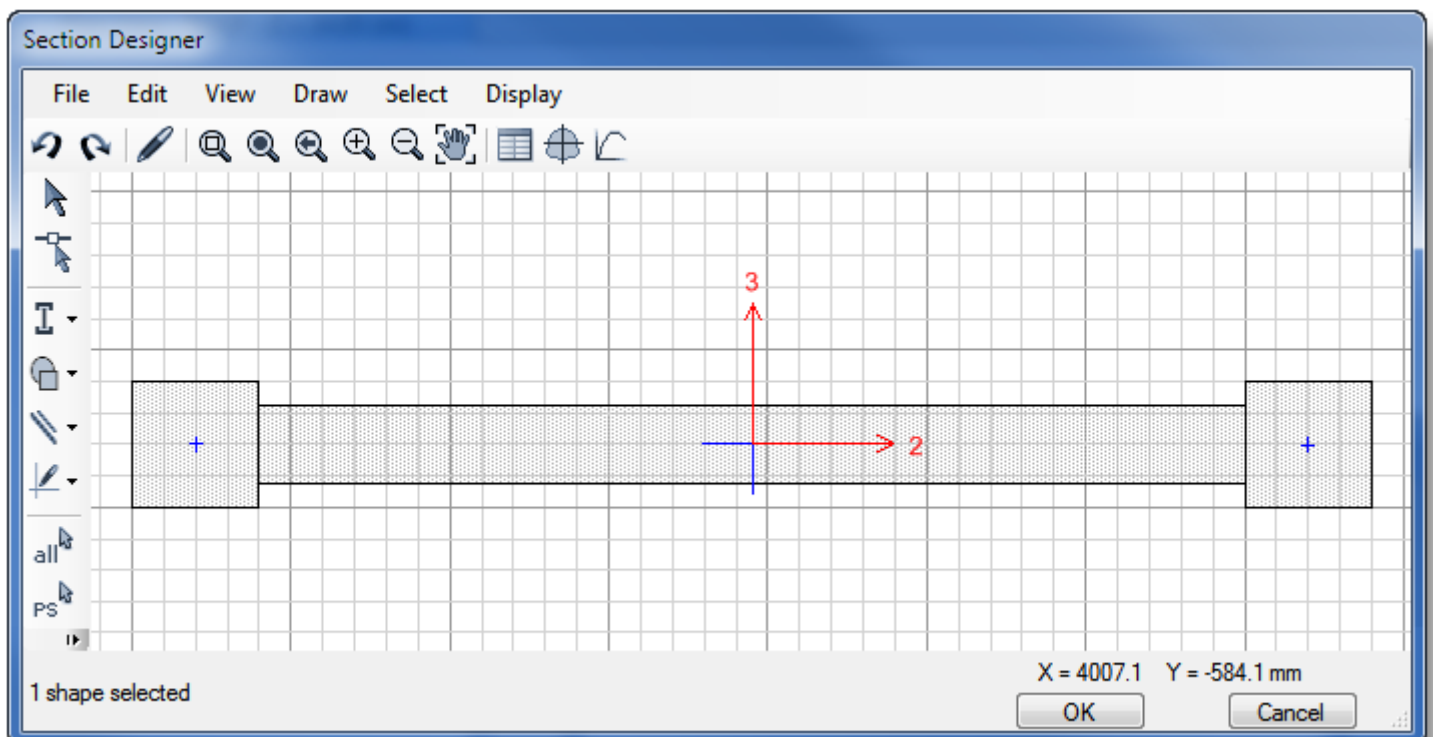 Section Designer
File Edit View Draw Select Display
3
2
all
PS
X = 4007.1 Y = -584.1 mm
1 shape selected
OK Cancel